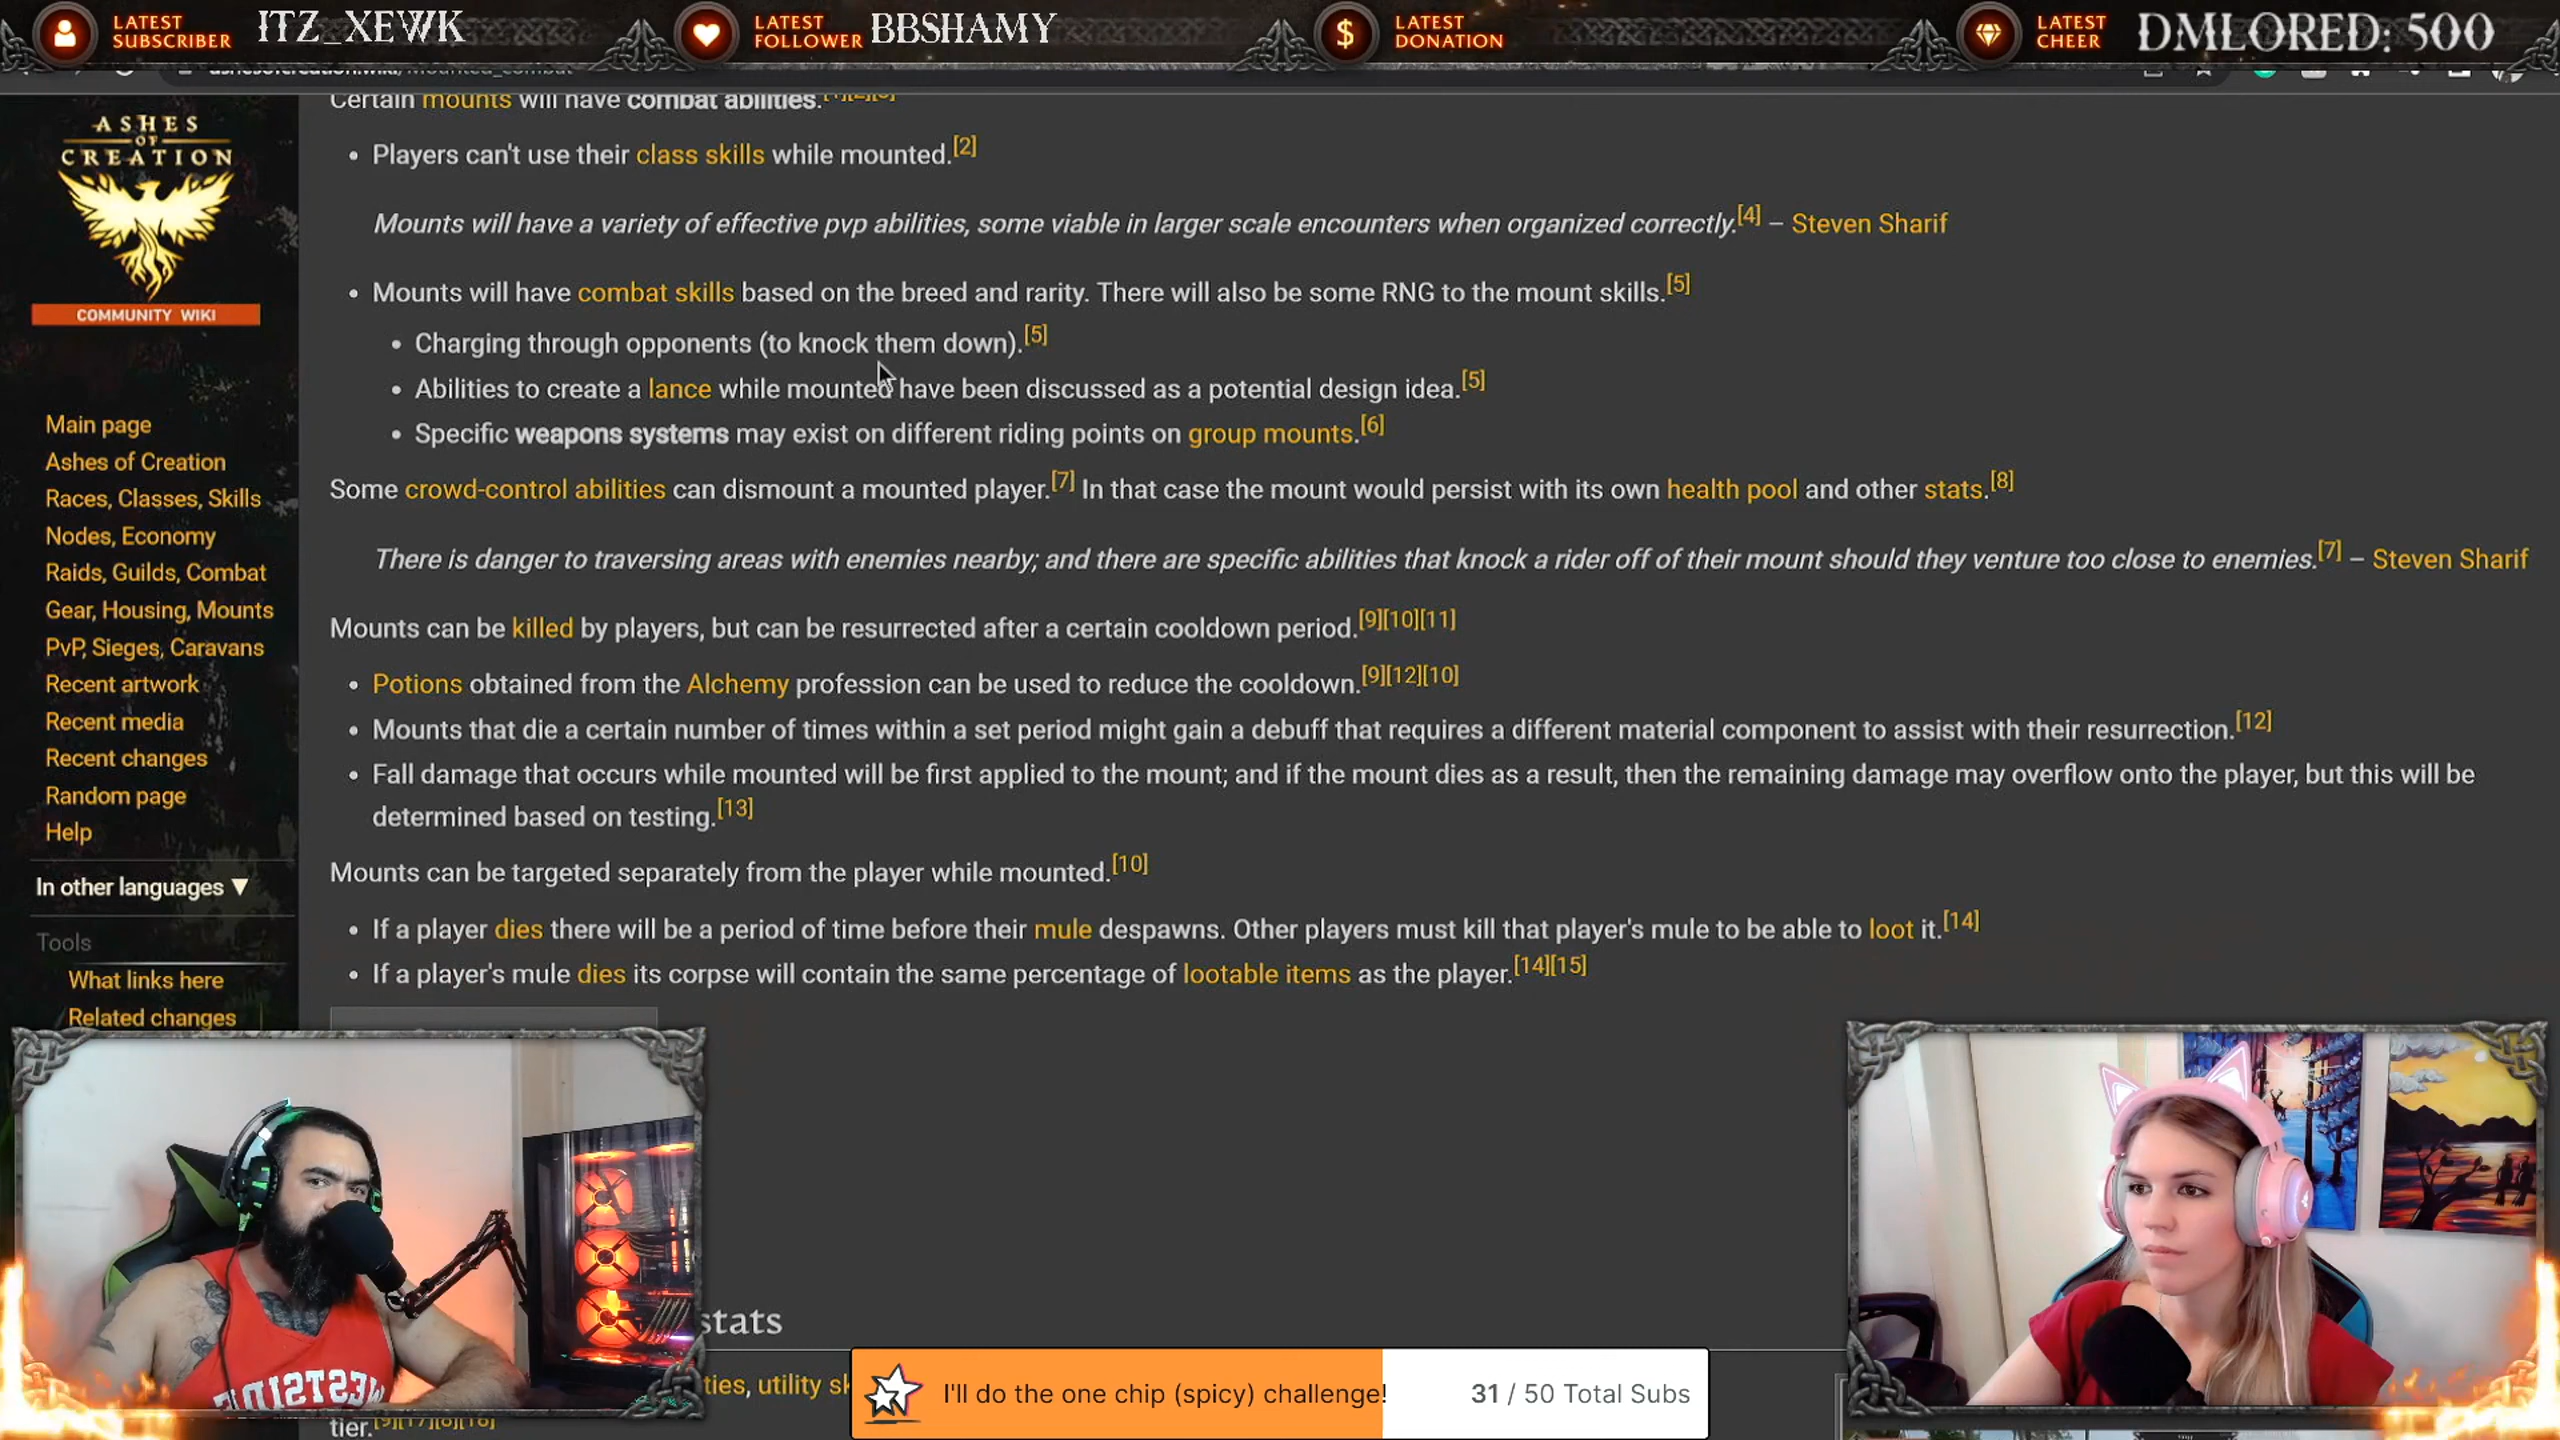 LATEST SUBSCRIBER ITZ_XEWK
LATEST FOLLOWER BBSHAMY
LATEST DONATION
LATEST CHEER DMLORED: 500
ashesofcreation.wiki/Mounted_combat
Certain mounts will have combat abilities.[1][2][3]
• Players can't use their class skills while mounted.[2]
Mounts will have a variety of effective pvp abilities, some viable in larger scale encounters when organized correctly.[4] – Steven Sharif
• Mounts will have combat skills based on the breed and rarity. There will also be some RNG to the mount skills.[5]
• Charging through opponents (to knock them down).[5]
• Abilities to create a lance while mounted have been discussed as a potential design idea.[5]
• Specific weapons systems may exist on different riding points on group mounts.[6]
Some crowd-control abilities can dismount a mounted player.[7] In that case the mount would persist with its own health pool and other stats.[8]
There is danger to traversing areas with enemies nearby; and there are specific abilities that knock a rider off of their mount should they venture too close to enemies.[7] – Steven Sharif
Mounts can be killed by players, but can be resurrected after a certain cooldown period.[9][10][11]
• Potions obtained from the Alchemy profession can be used to reduce the cooldown.[9][12][10]
• Mounts that die a certain number of times within a set period might gain a debuff that requires a different material component to assist with their resurrection.[12]
• Fall damage that occurs while mounted will be first applied to the mount; and if the mount dies as a result, then the remaining damage may overflow onto the player, but this will be
determined based on testing.[13]
Mounts can be targeted separately from the player while mounted.[10]
• If a player dies there will be a period of time before their mule despawns. Other players must kill that player's mule to be able to loot it.[14]
• If a player's mule dies its corpse will contain the same percentage of lootable items as the player.[14][15]
ASHES
OF
CREATION
COMMUNITY WIKI
Main page
Ashes of Creation
Races, Classes, Skills
Nodes, Economy
Raids, Guilds, Combat
Gear, Housing, Mounts
PvP, Sieges, Caravans
Recent artwork
Recent media
Recent changes
Random page
Help
In other languages ▼
Tools
What links here
Related changes
stats
ties, utility sk
tier.
WESTSIDE
I'll do the one chip (spicy) challenge! 31 / 50 Total Subs